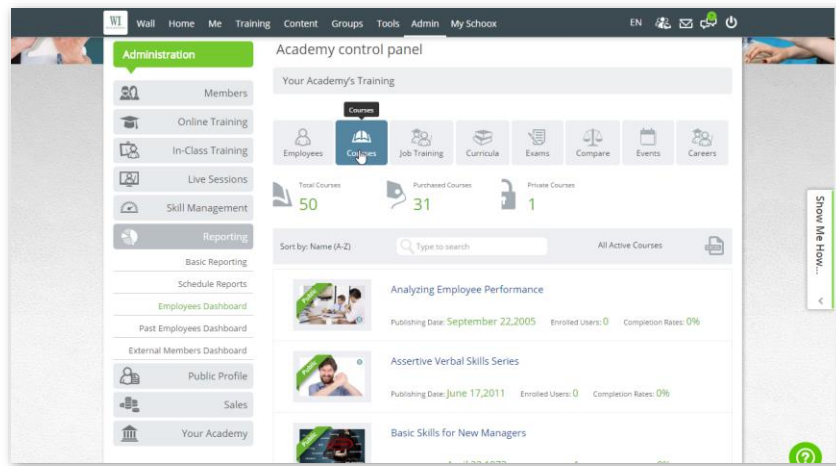 WI Wall Home Me Training Content Groups Tools Admin My Schoox EN
Administration
Members
Online Training
In-Class Training
Live Sessions
Skill Management
Reporting
Basic Reporting
Schedule Reports
Employees Dashboard
Past Employees Dashboard
External Members Dashboard
Public Profile
Sales
Your Academy
Academy control panel
Your Academy's Training
Courses
Employees Courses Job Training Curricula Exams Compare Events Careers
Total Courses Purchased Courses Private Courses
50 31 1
Sort by: Name (A-Z) Type to search All Active Courses
Public
Analyzing Employee Performance
Publishing Date: September 22,2005 Enrolled Users: 0 Completion Rates: 0%
Public
Assertive Verbal Skills Series
Publishing Date: June 17,2011 Enrolled Users: 0 Completion Rates: 0%
Public
Basic Skills for New Managers
Show Me How...